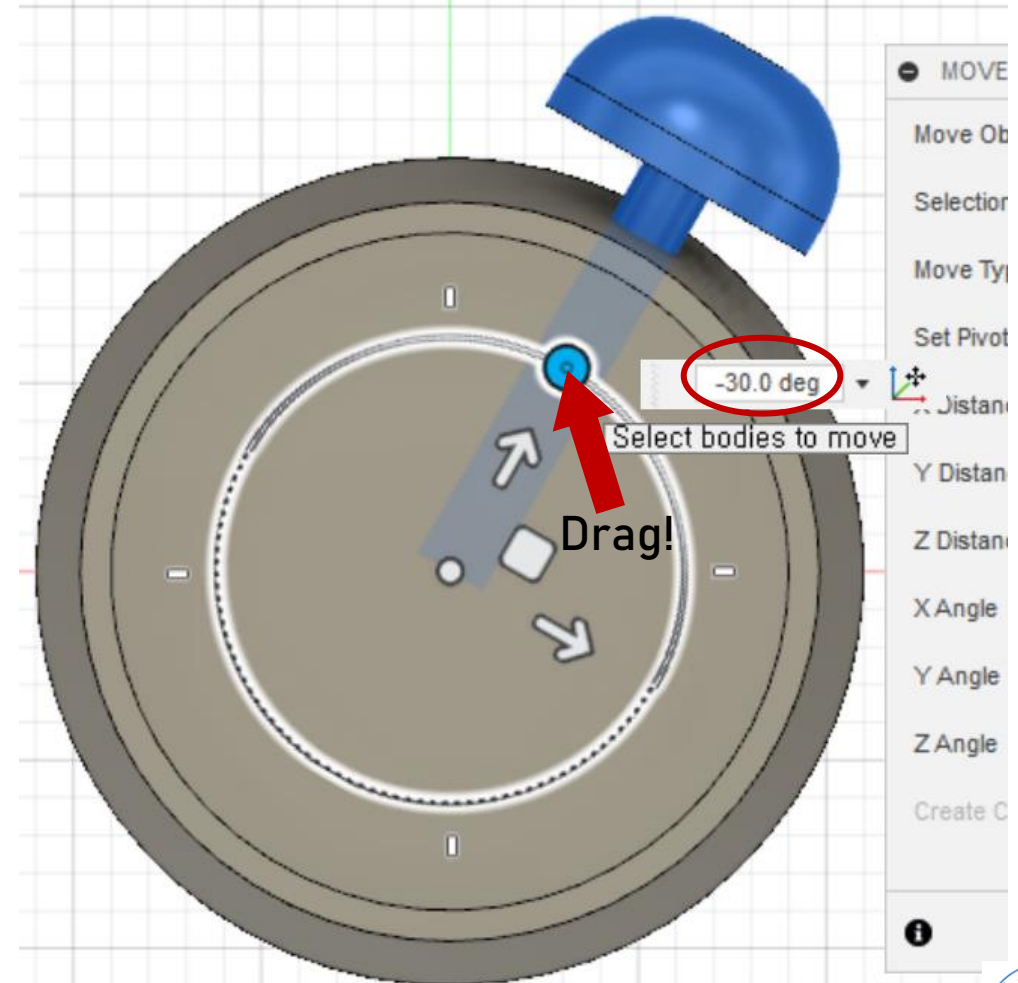 MOVE
Move Ob
Selection
Move Typ
Set Pivot
-30.0 deg
X Distan
Select bodies to move
Y Distan
Drag!
Z Distan
X Angle
Y Angle
Z Angle
Create C